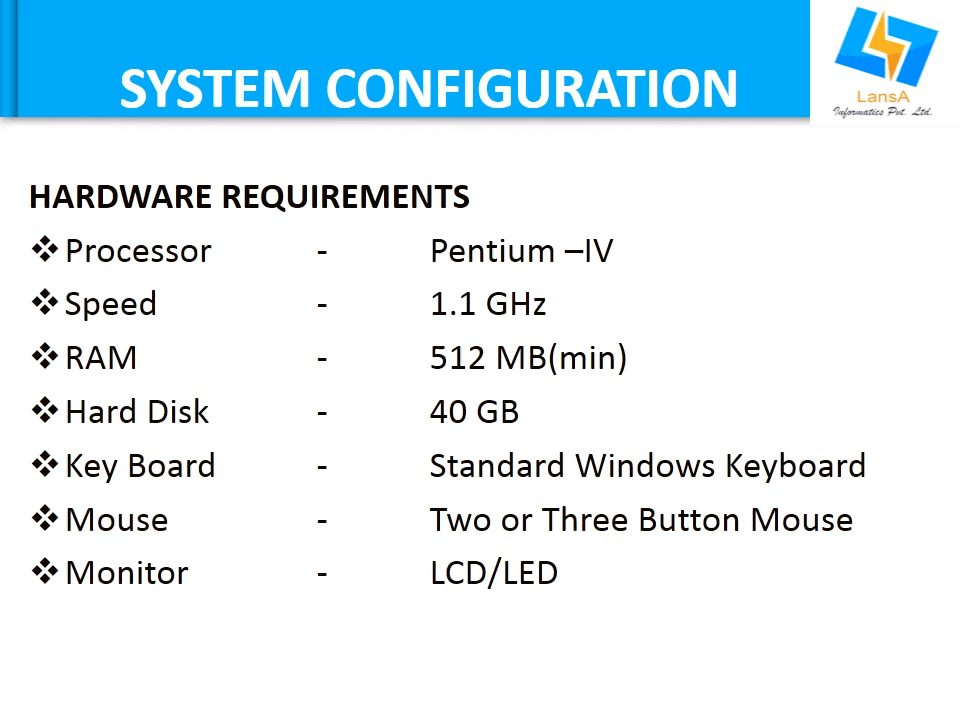 SYSTEM CONFIGURATION
LansA
Informatics Pvt. Ltd.
HARDWARE REQUIREMENTS
❖ Processor - Pentium –IV
❖ Speed - 1.1 GHz
❖ RAM - 512 MB(min)
❖ Hard Disk - 40 GB
❖ Key Board - Standard Windows Keyboard
❖ Mouse - Two or Three Button Mouse
❖ Monitor - LCD/LED